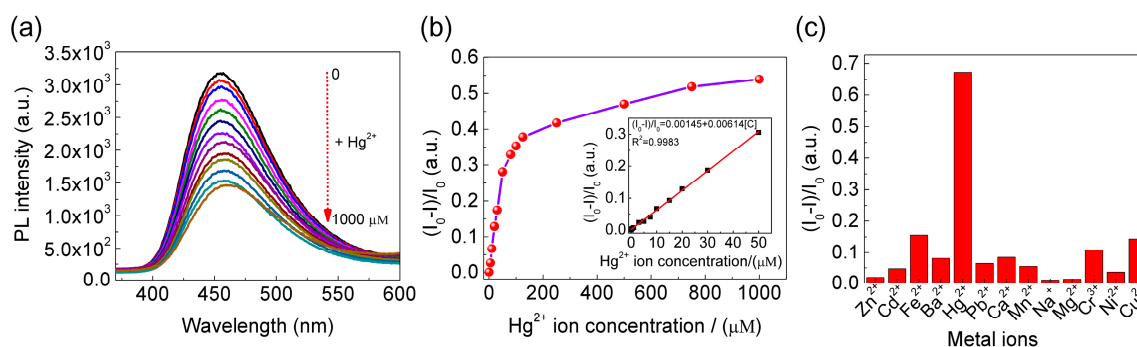 (a)
3.5x10³
3.0x10³
2.5x10³
2.0x10³
1.5x10³
1.0x10³
5.0x10²
0.0
PL intensity (a.u.)
400 450 500 550 600
Wavelength (nm)
0
+ Hg²⁺
1000 μM
(b)
0.6
0.5
0.4
0.3
0.2
0.1
0.0
(I₀-I)/I₀ (a.u.)
0 200 400 600 800 1000
Hg²⁺ ion concentration / (μM)
(I₀-I)/I₀=0.00145+0.00614[C]
R²=0.9983
0.3
0.2
0.1
0.0
(I₀-I)/I₀ (a.u.)
0 10 20 30 40 50
Hg²⁺ ion concentration/(μM)
(c)
0.7
0.6
0.5
0.4
0.3
0.2
0.1
0.0
(I₀-I)/I₀ (a.u.)
Zn²⁺ Cd²⁺ Fe²⁺ Ba²⁺ Hg²⁺ Pb²⁺ Ca²⁺ Mn²⁺ Na⁺ Mg²⁺ Cr³⁺ Ni²⁺ Cu²
Metal ions